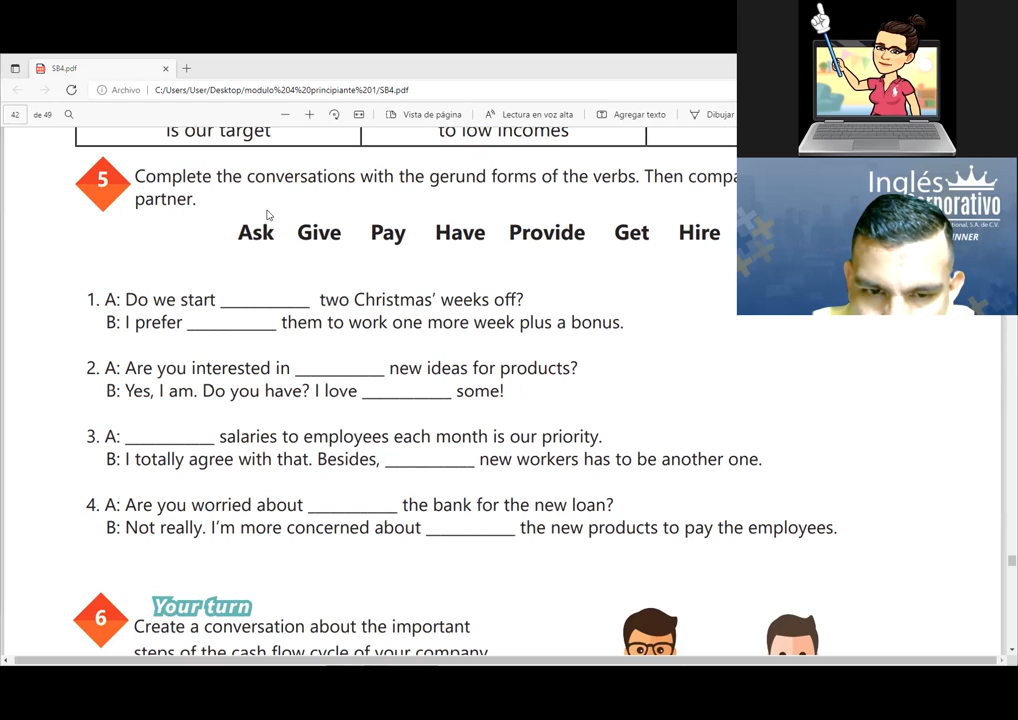 SB4.pdf
Archivo C:/Users/User/Desktop/modulo%204%20principiante%201/SB4.pdf
42 de 49 Vista de página Lectura en voz alta Agregar texto Dibujar
is our target to low incomes
5 Complete the conversations with the gerund forms of the verbs. Then
partner.
Ask Give Pay Have Provide Get Hire
1. A: Do we start __________ two Christmas' weeks off?
B: I prefer __________ them to work one more week plus a bonus.
2. A: Are you interested in __________ new ideas for products?
B: Yes, I am. Do you have? I love __________ some!
3. A: __________ salaries to employees each month is our priority.
B: I totally agree with that. Besides, __________ new workers has to be another one.
4. A: Are you worried about __________ the bank for the new loan?
B: Not really. I'm more concerned about __________ the new products to pay the employees.
6 Your turn
Create a conversation about the important
steps of the cash flow cycle of your company
Inglés